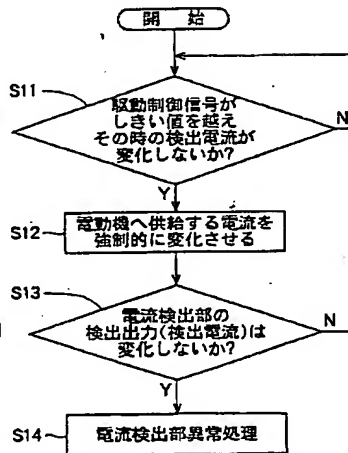 開 始
S11
駆動制御信号が
しきい値を越え
その時の検出電流が
変化しないか?
N
Y
S12
電動機へ供給する電流を
強制的に変化させる
S13
電流検出部の
検出出力(検出電流)は
変化しないか?
N
Y
S14
電流検出部異常処理